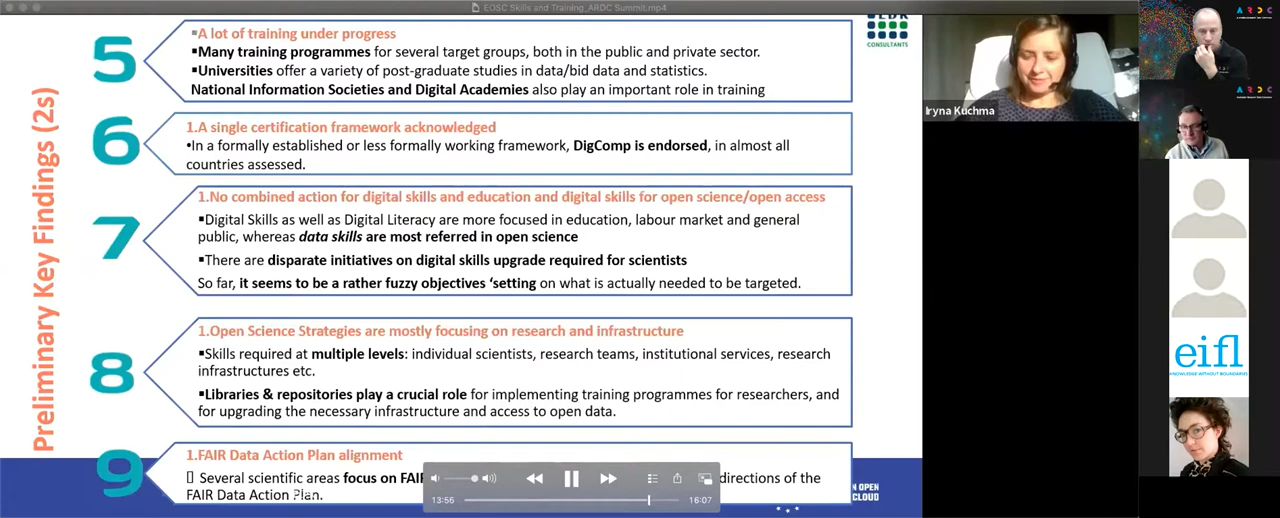 EOSC Skills and Training_ARDC Summit.mp4
CONSULTANTS
Preliminary Key Findings (2s)
5
▪A lot of training under progress
▪Many training programmes for several target groups, both in the public and private sector.
▪Universities offer a variety of post-graduate studies in data/bid data and statistics.
National Information Societies and Digital Academies also play an important role in training
6
1.A single certification framework acknowledged
•In a formally established or less formally working framework, DigComp is endorsed, in almost all
countries assessed.
7
1.No combined action for digital skills and education and digital skills for open science/open access
▪Digital Skills as well as Digital Literacy are more focused in education, labour market and general
public, whereas data skills are most referred in open science
▪There are disparate initiatives on digital skills upgrade required for scientists
So far, it seems to be a rather fuzzy objectives ‘setting on what is actually needed to be targeted.
8
1.Open Science Strategies are mostly focusing on research and infrastructure
▪Skills required at multiple levels: individual scientists, research teams, institutional services, research
infrastructures etc.
▪Libraries & repositories play a crucial role for implementing training programmes for researchers, and
for upgrading the necessary infrastructure and access to open data.
9
1.FAIR Data Action Plan alignment
Several scientific areas focus on FAIR directions of the
FAIR Data Action Plan.
13:56
16:07
OPEN
CLOUD
Iryna Kuchma
ARDC
ARDC
eifl
KNOWLEDGE WITHOUT BOUNDARIES